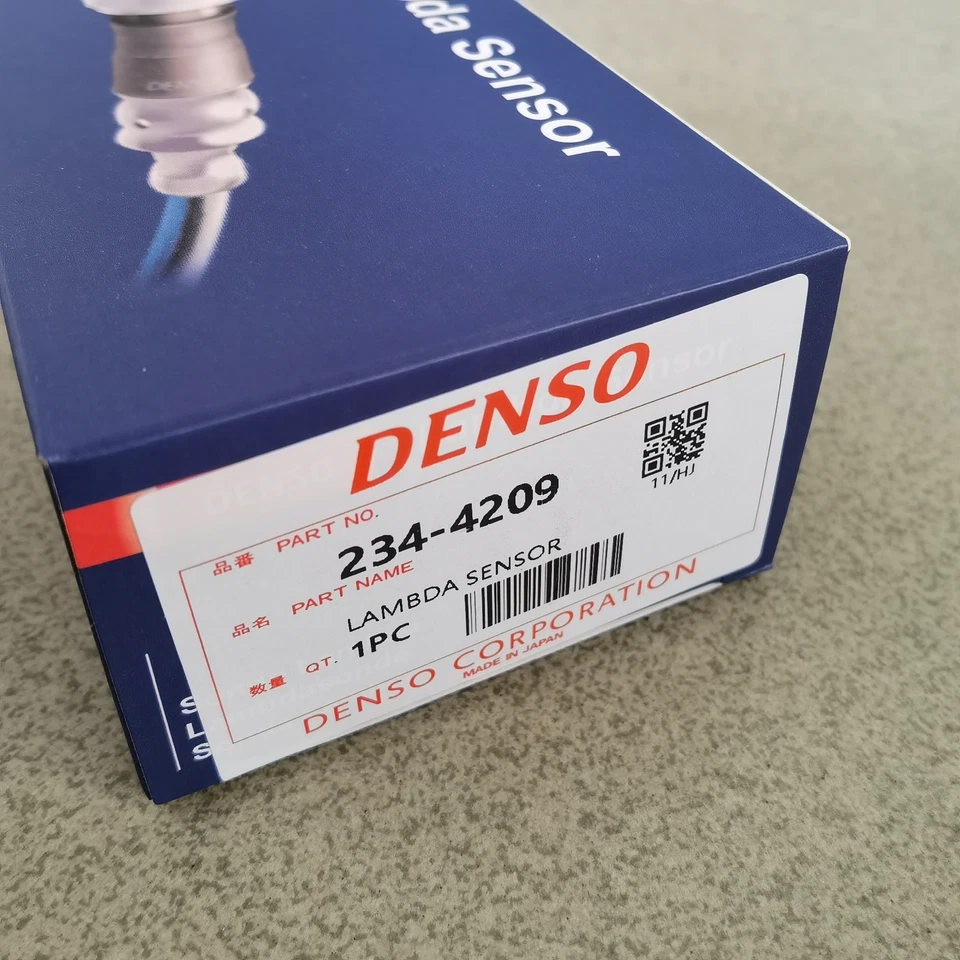 da Sensor
DENSO
11/HJ
品番 PART NO.
234-4209
品名 PART NAME
LAMBDA SENSOR
数量 QT. 1PC
DENSO CORPORATION
MADE IN JAPAN
S
L
S